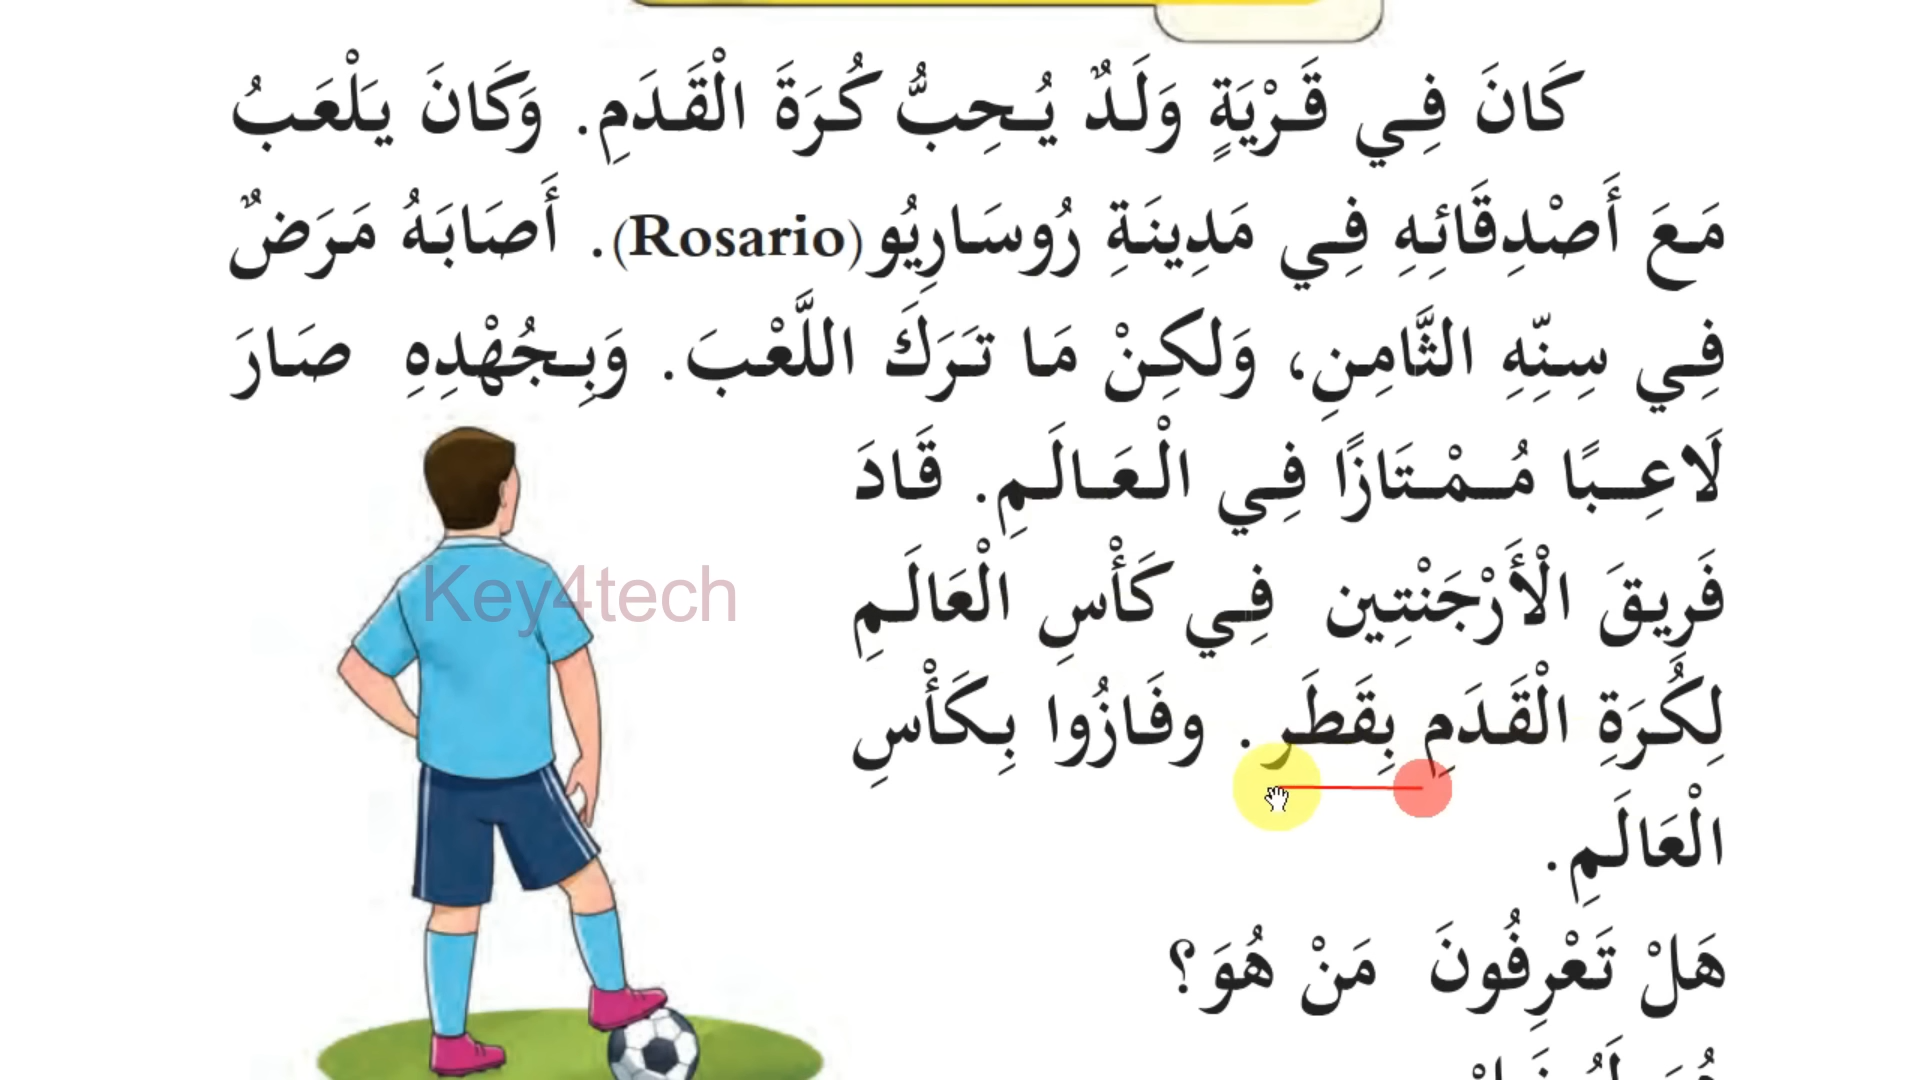 كَانَ فِي قَرْيَةٍ وَلَدٌ يُحِبُّ كُرَةَ الْقَدَمِ. وَكَانَ يَلْعَبُ
مَعَ أَصْدِقَائِهِ فِي مَدِينَةِ رُوسَارِيُو (Rosario). أَصَابَهُ مَرَضٌ
فِي سِنِّهِ الثَّامِنِ، وَلكِنْ مَا تَرَكَ اللَّعْبَ. وَبِجُهْدِهِ صَارَ
لَاعِبًا مُمْتَازًا فِي الْعَالَمِ. قَادَ
فَرِيقَ الْأَرْجَنْتِين فِي كَأْسِ الْعَالَمِ
Key4tech
لِكُرَةِ الْقَدَمِ بِقَطَر. وفَازُوا بِكَأْسِ
الْعَالَمِ.
هَلْ تَعْرِفُونَ مَنْ هُوَ؟